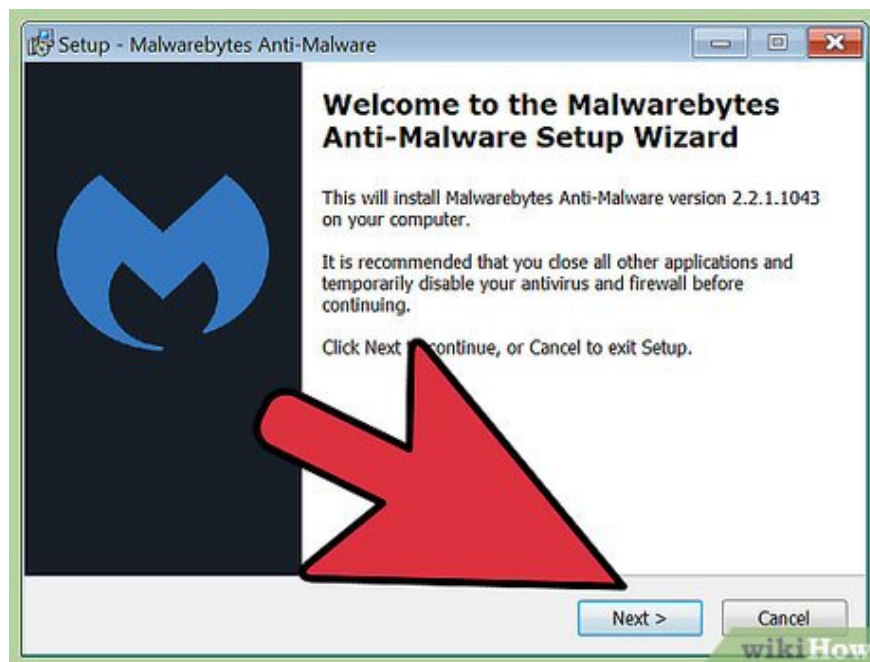 Setup - Malwarebytes Anti-Malware
Welcome to the Malwarebytes
Anti-Malware Setup Wizard
This will install Malwarebytes Anti-Malware version 2.2.1.1043
on your computer.
It is recommended that you close all other applications and
temporarily disable your antivirus and firewall before
continuing.
Click Next continue, or Cancel to exit Setup.
Next >
Cancel
wikiHow